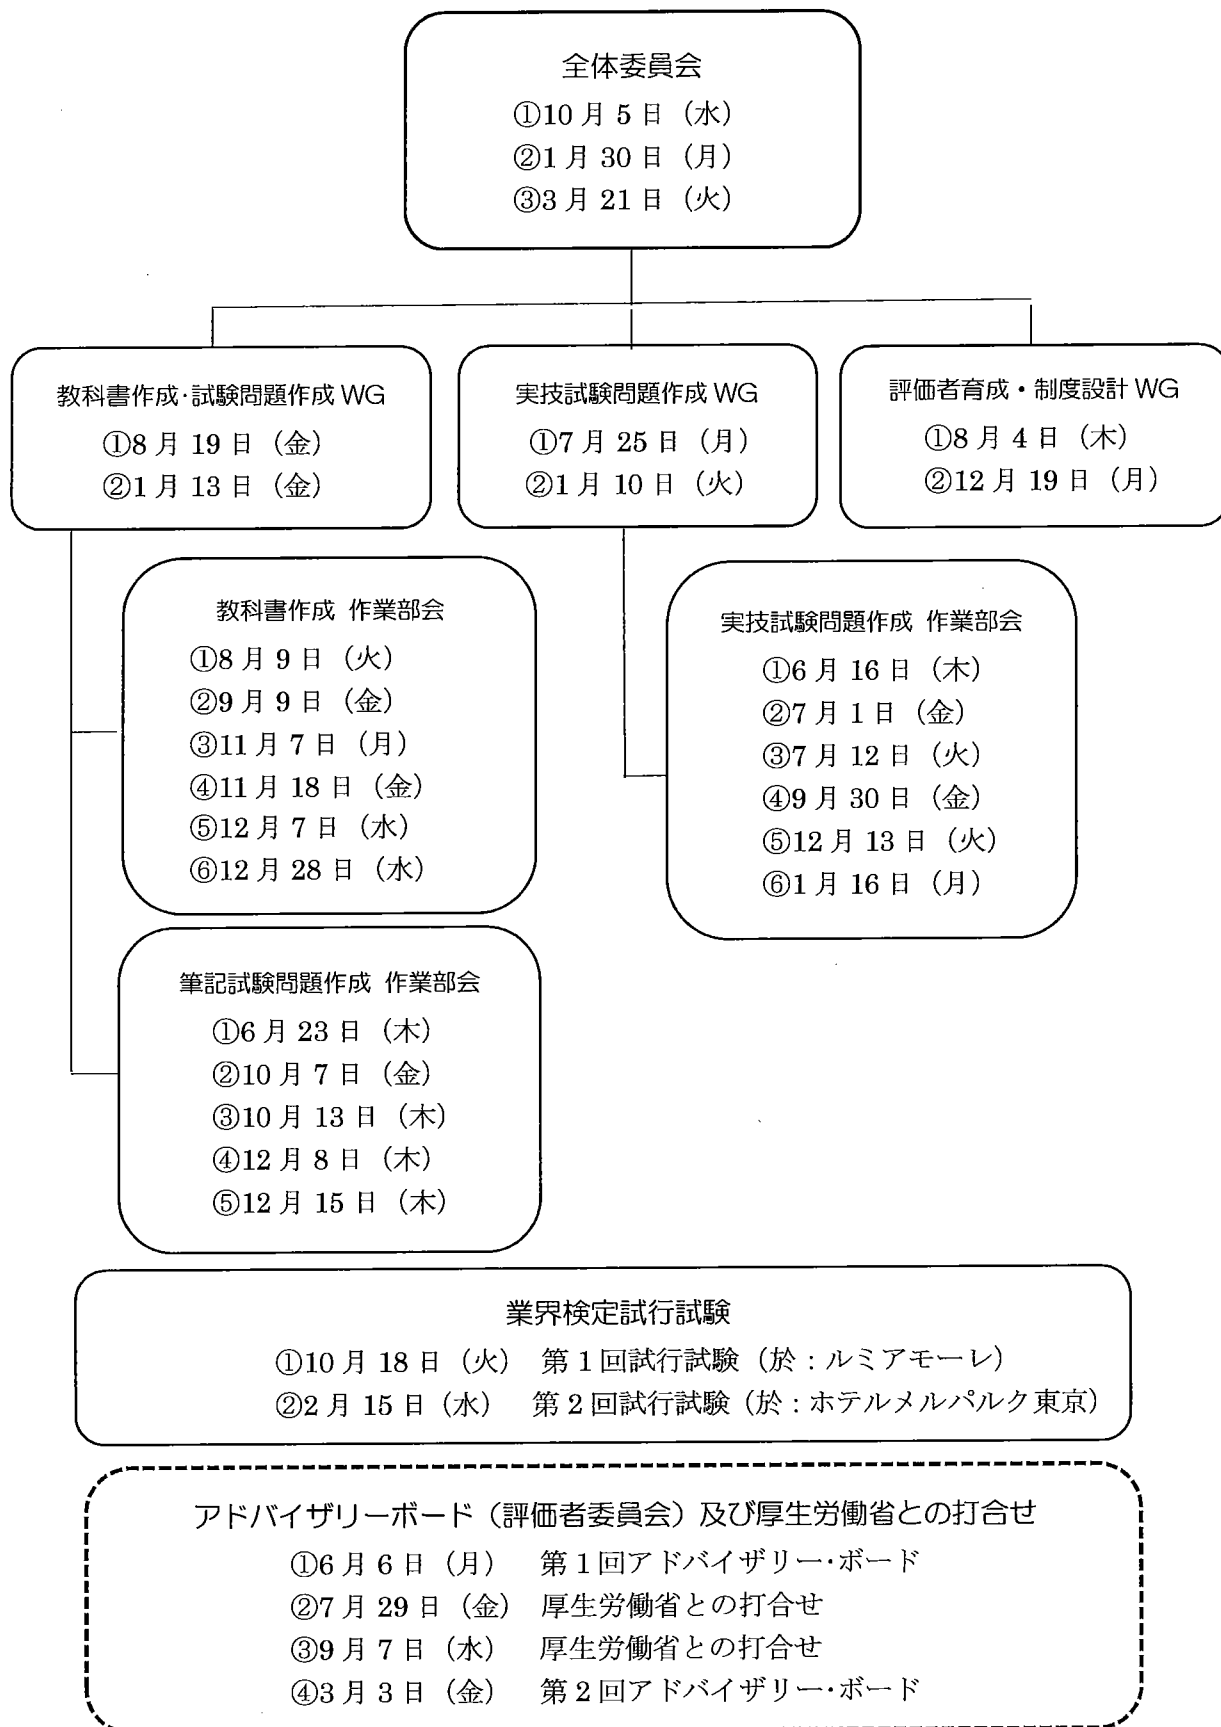 全体委員会
①10月5日（水）
②1月30日（月）
③3月21日（火）
教科書作成･試験問題作成WG
①8月19日（金）
②1月13日（金）
実技試験問題作成WG
①7月25日（月）
②1月10日（火）
評価者育成・制度設計WG
①8月4日（木）
②12月19日（月）
教科書作成 作業部会
①8月9日（火）
②9月9日（金）
③11月7日（月）
④11月18日（金）
⑤12月7日（水）
⑥12月28日（水）
実技試験問題作成 作業部会
①6月16日（木）
②7月1日（金）
③7月12日（火）
④9月30日（金）
⑤12月13日（火）
⑥1月16日（月）
筆記試験問題作成 作業部会
①6月23日（木）
②10月7日（金）
③10月13日（木）
④12月8日（木）
⑤12月15日（木）
業界検定試行試験
①10月18日（火） 第1回試行試験（於：ルミアモーレ）
②2月15日（水） 第2回試行試験（於：ホテルメルパルク東京）
アドバイザリーボード（評価者委員会）及び厚生労働省との打合せ
①6月6日（月） 第1回アドバイザリー･ボード
②7月29日（金） 厚生労働省との打合せ
③9月7日（水） 厚生労働省との打合せ
④3月3日（金） 第2回アドバイザリー･ボード